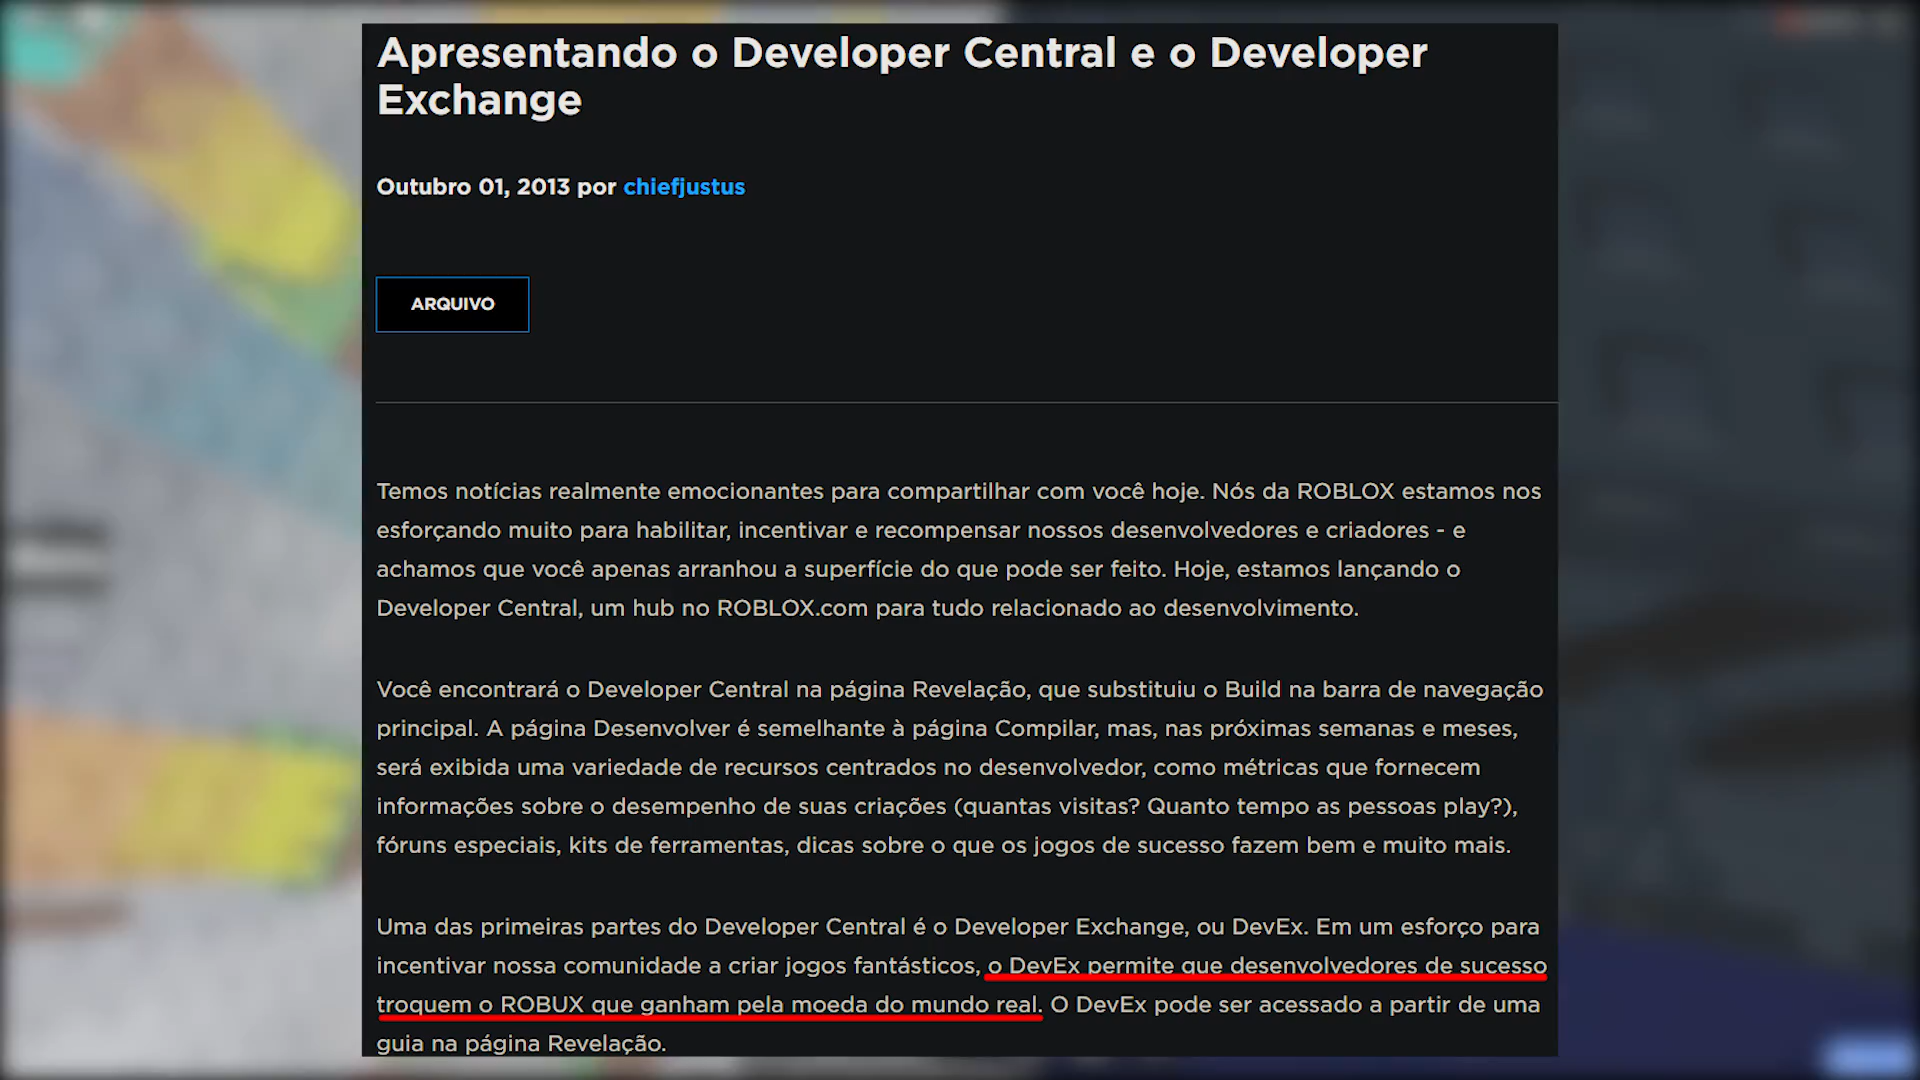 Apresentando o Developer Central e o Developer
Exchange
Outubro 01, 2013 por chiefjustus
ARQUIVO
Temos notícias realmente emocionantes para compartilhar com você hoje. Nós da ROBLOX estamos nos
esforçando muito para habilitar, incentivar e recompensar nossos desenvolvedores e criadores - e
achamos que você apenas arranhou a superfície do que pode ser feito. Hoje, estamos lançando o
Developer Central, um hub no ROBLOX.com para tudo relacionado ao desenvolvimento.
Você encontrará o Developer Central na página Revelação, que substituiu o Build na barra de navegação
principal. A página Desenvolver é semelhante à página Compilar, mas, nas próximas semanas e meses,
será exibida uma variedade de recursos centrados no desenvolvedor, como métricas que fornecem
informações sobre o desempenho de suas criações (quantas visitas? Quanto tempo as pessoas play?),
fóruns especiais, kits de ferramentas, dicas sobre o que os jogos de sucesso fazem bem e muito mais.
Uma das primeiras partes do Developer Central é o Developer Exchange, ou DevEx. Em um esforço para
incentivar nossa comunidade a criar jogos fantásticos, o DevEx permite que desenvolvedores de sucesso
troquem o ROBUX que ganham pela moeda do mundo real. O DevEx pode ser acessado a partir de uma
guia na página Revelação.